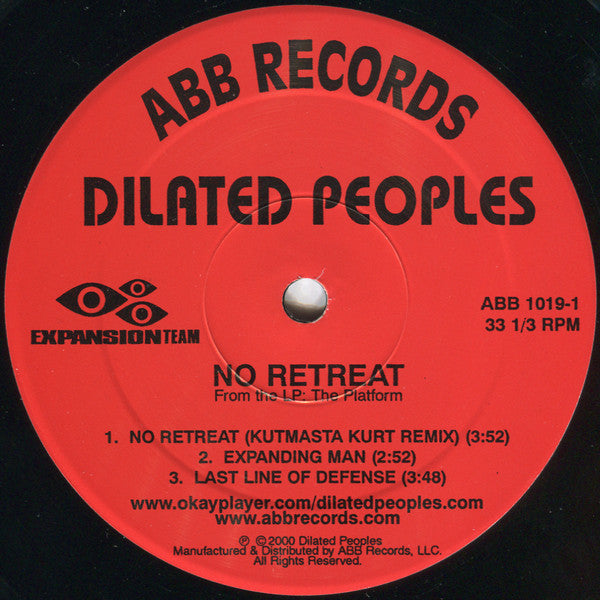 ABB RECORDS
DILATED PEOPLES
EXPANSIONTEAM
ABB 1019-1
33 1/3 RPM
NO RETREAT
From the LP: The Platform
1. NO RETREAT (KUTMASTA KURT REMIX) (3:52)
2. EXPANDING MAN (2:52)
3. LAST LINE OF DEFENSE (3:48)
www.okayplayer.com/dilatedpeoples.com
www.abbrecords.com
℗ ©2000 Dilated Peoples
Manufactured & Distributed by ABB Records, LLC.
All Rights Reserved.